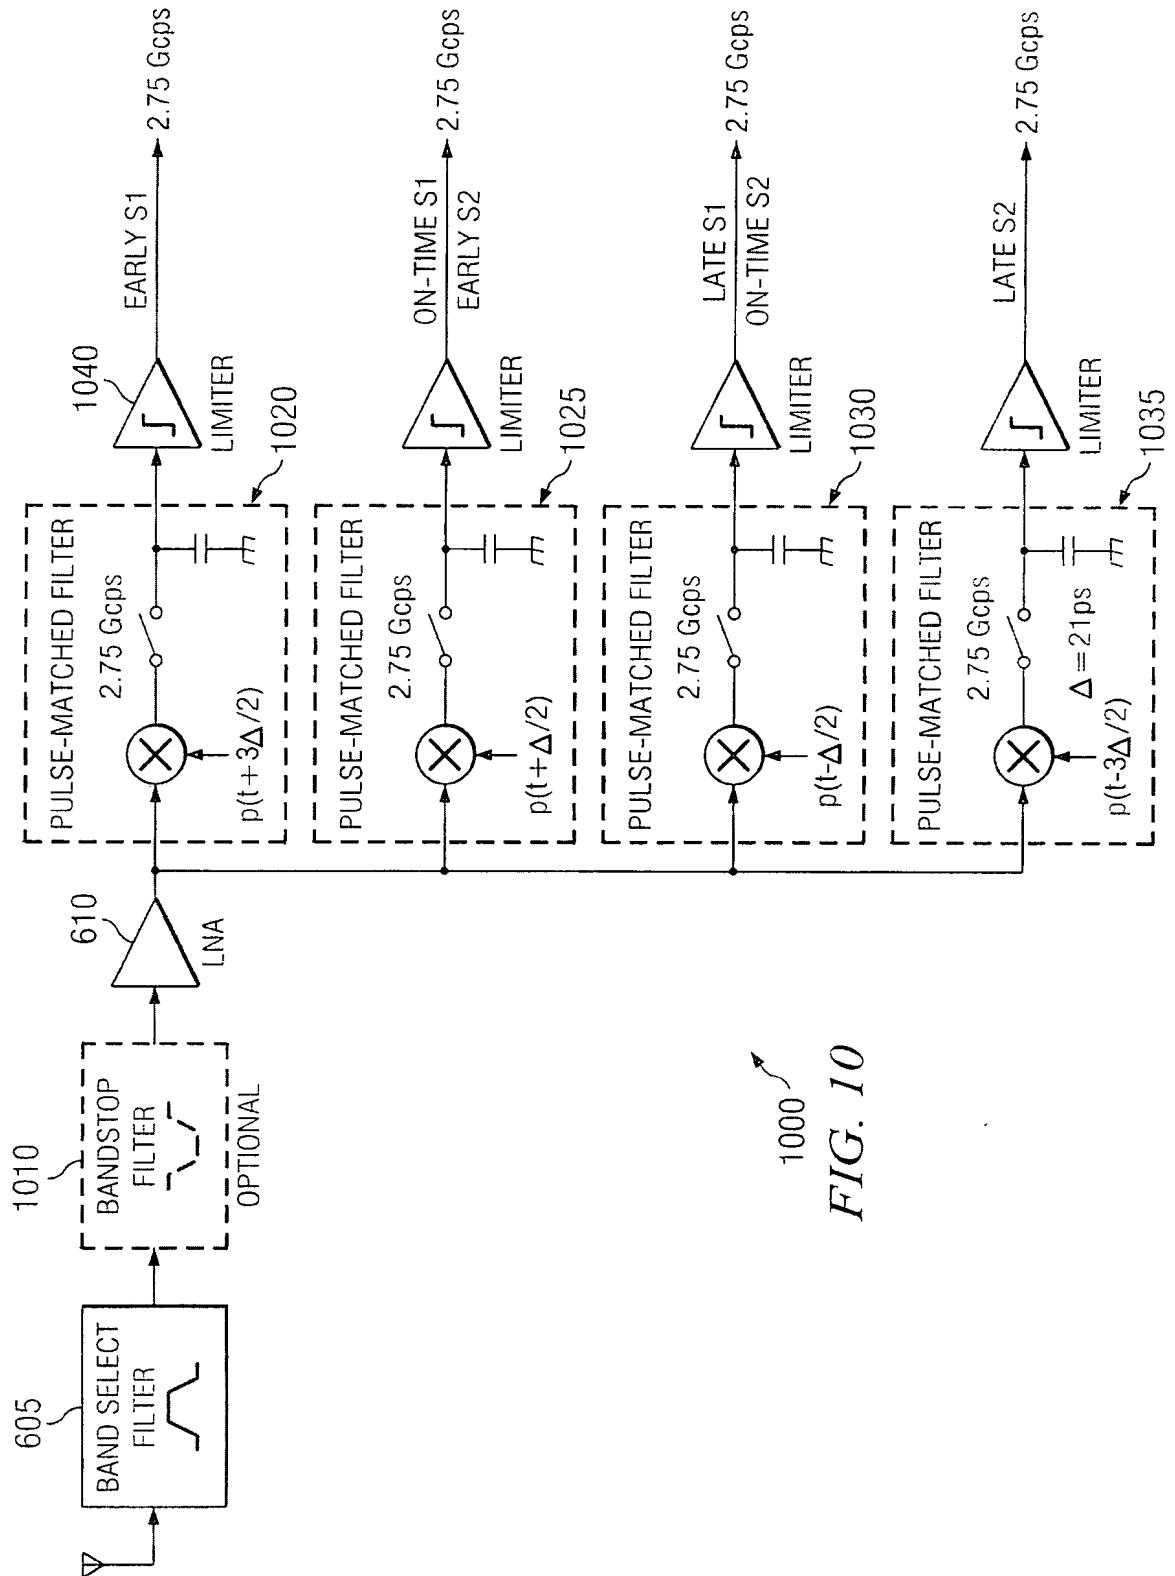 605
BAND SELECT
FILTER
1010
BANDSTOP
FILTER
OPTIONAL
610
LNA
PULSE-MATCHED FILTER
2.75 Gcps
p(t+3Δ/2)
1020
1040
LIMITER
EARLY S1
2.75 Gcps
PULSE-MATCHED FILTER
2.75 Gcps
p(t+Δ/2)
1025
LIMITER
ON-TIME S1
EARLY S2
2.75 Gcps
PULSE-MATCHED FILTER
2.75 Gcps
p(t-Δ/2)
1030
LIMITER
LATE S1
ON-TIME S2
2.75 Gcps
PULSE-MATCHED FILTER
2.75 Gcps
p(t-3Δ/2)
Δ=21ps
1035
LIMITER
LATE S2
2.75 Gcps
1000
FIG. 10